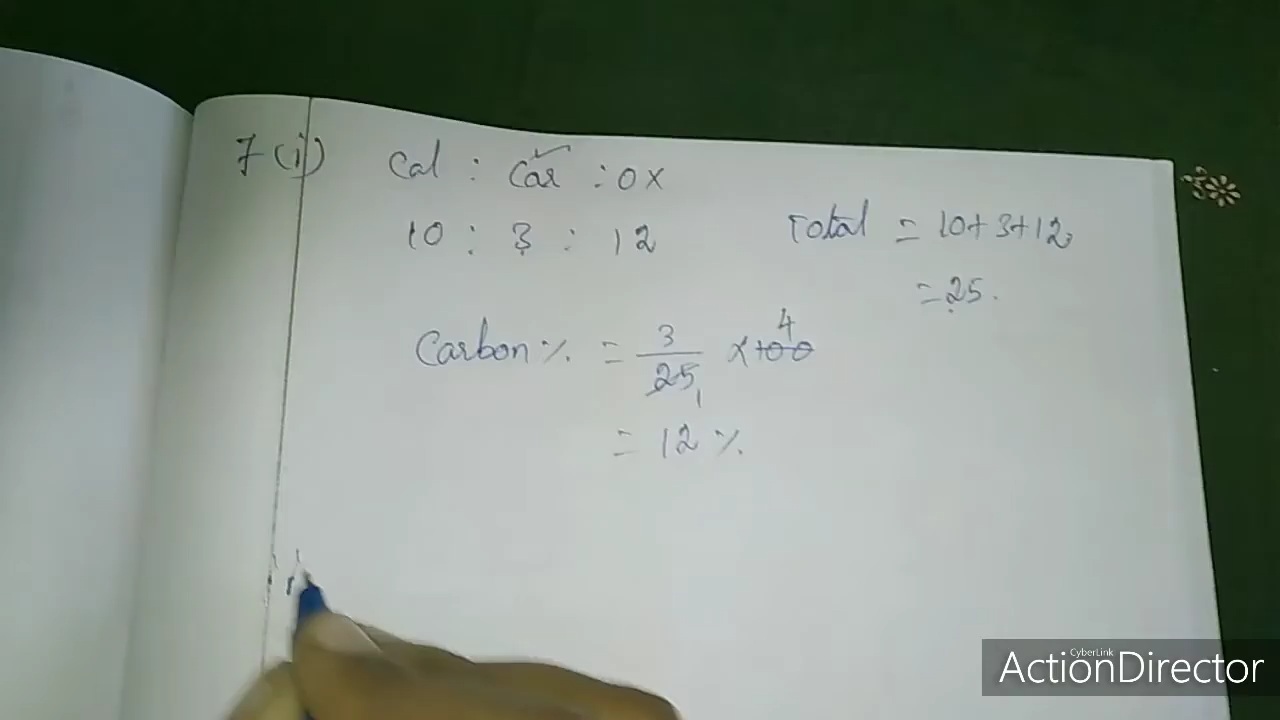 7 (i) Cal : Car : ox
10 : 3 : 12 Total = 10+3+12
= 25.
Carbon % = 3/25 x 100 4
1
= 12 %
ii
CyberLink
ActionDirector